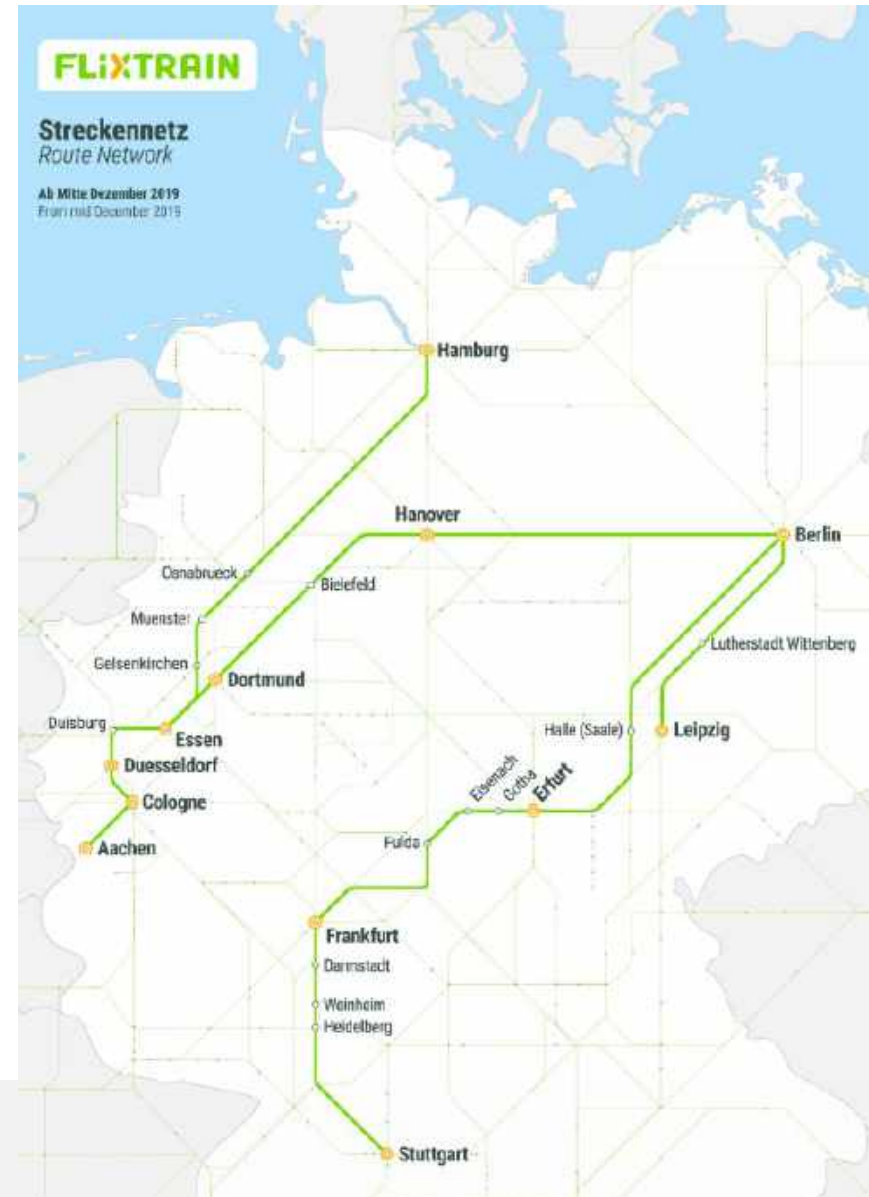 FLiXTRAIN
Streckennetz
Route Network
Ab Mitte Dezember 2019
From mid December 2019
Hamburg
Hanover
Berlin
Osnabrueck
Bielefeld
Muenster
Lutherstadt Wittenberg
Gelsenkirchen
Dortmund
Duisburg
Essen
Halle (Saale)
Leipzig
Duesseldorf
Eisenach
Gotha
Erfurt
Cologne
Fulda
Aachen
Frankfurt
Darmstadt
Weinheim
Heidelberg
Stuttgart